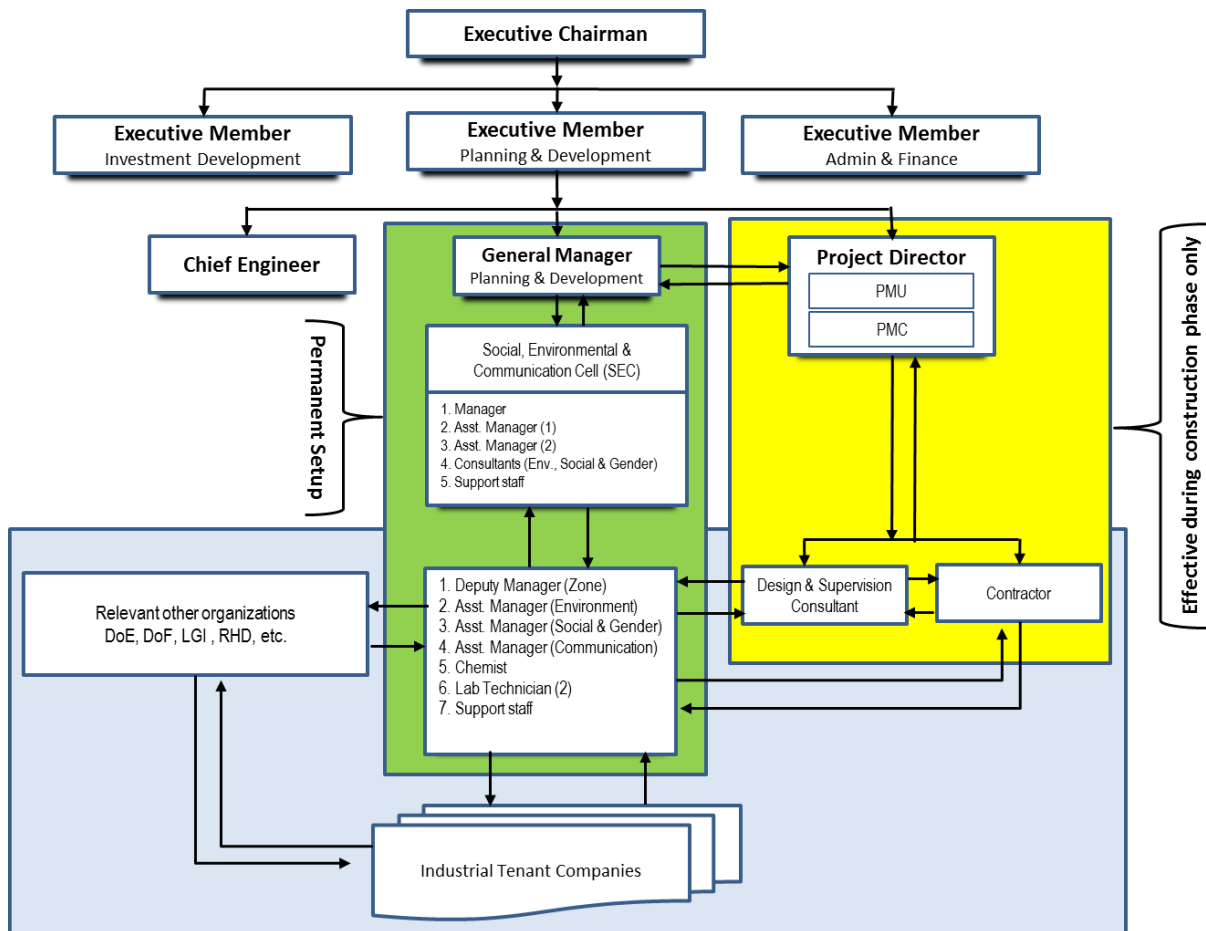 Executive Chairman
Executive Member
Investment Development
Executive Member
Planning & Development
Executive Member
Admin & Finance
Chief Engineer
General Manager
Planning & Development
Project Director
PMU
PMC
Permanent Setup
Effective during construction phase only
Social, Environmental &
Communication Cell (SEC)
1. Manager
2. Asst. Manager (1)
3. Asst. Manager (2)
4. Consultants (Env., Social & Gender)
5. Support staff
Relevant other organizations
DoE, DoF, LGI , RHD, etc.
1. Deputy Manager (Zone)
2. Asst. Manager (Environment)
3. Asst. Manager (Social & Gender)
4. Asst. Manager (Communication)
5. Chemist
6. Lab Technician (2)
7. Support staff
Design & Supervision
Consultant
Contractor
Industrial Tenant Companies